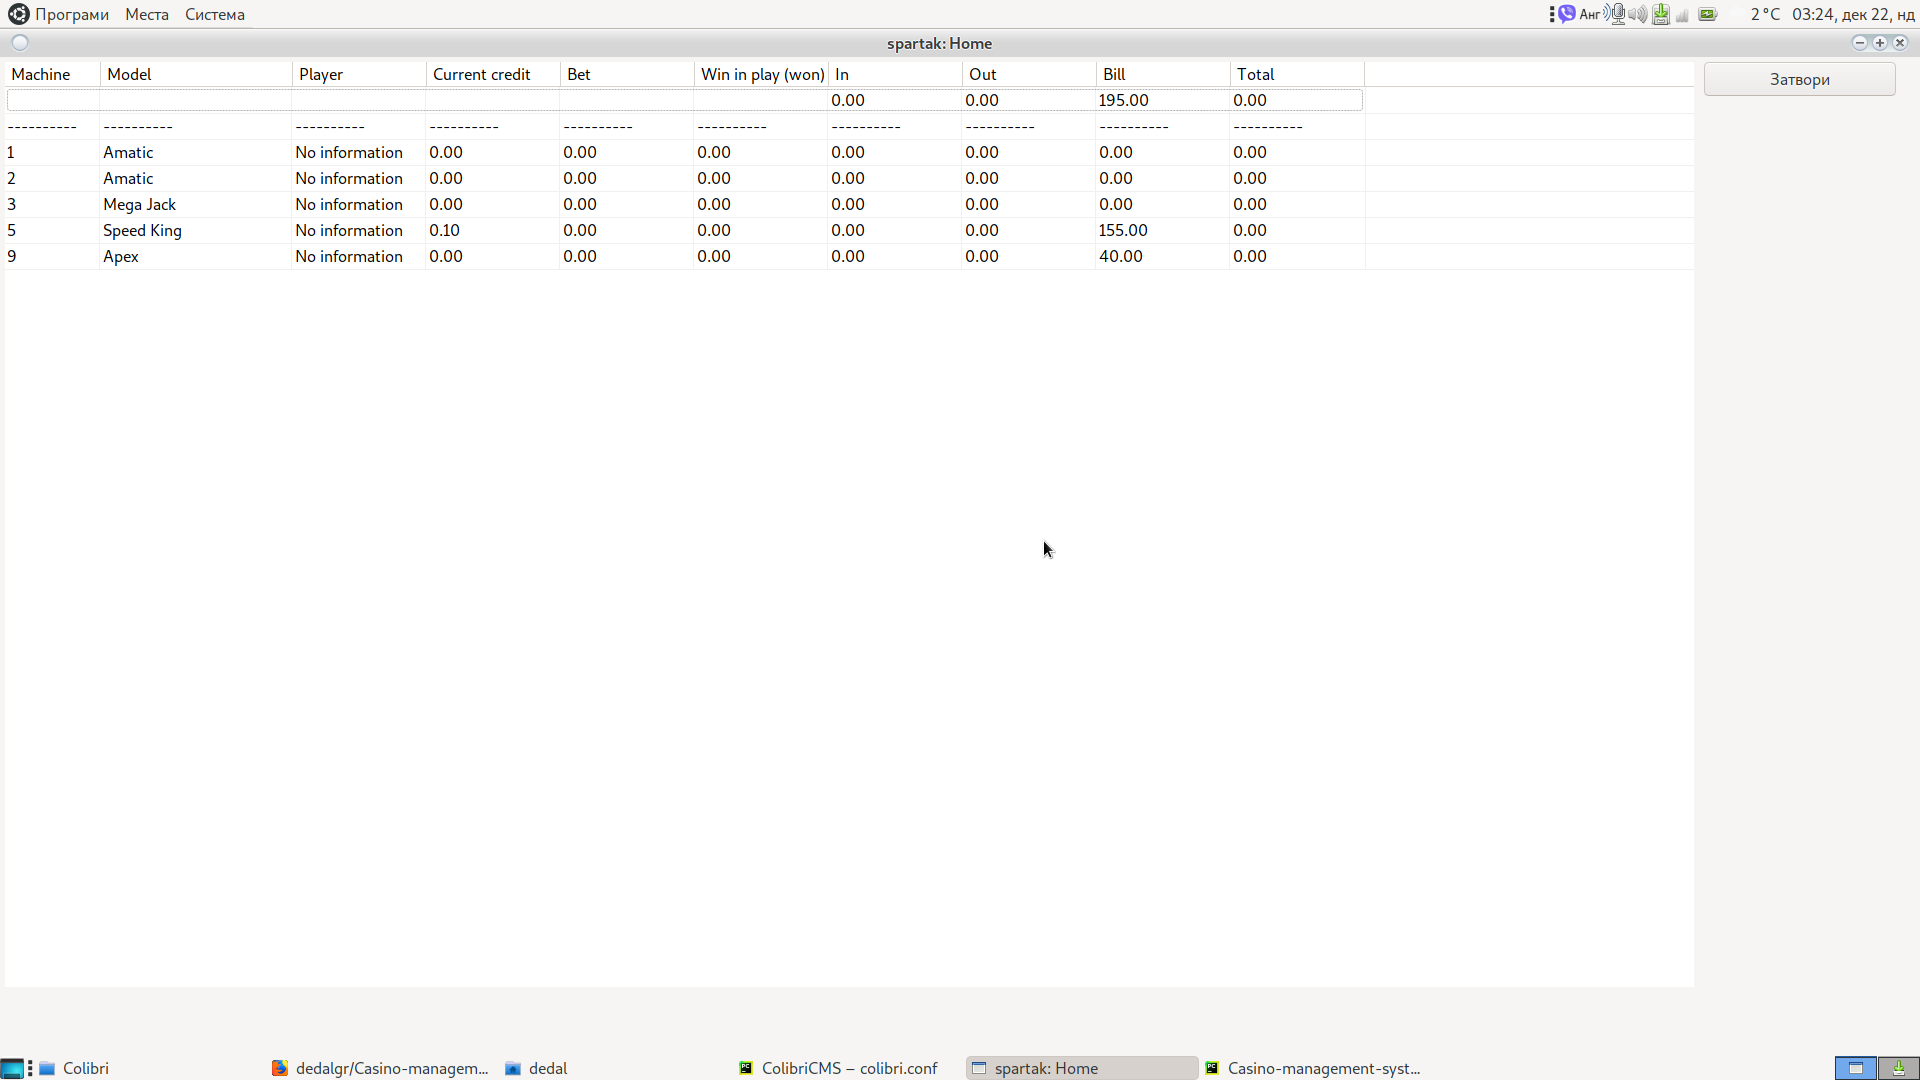 Програми Места Система Анг 2 °C 03:24, дек 22, нд
spartak: Home
Machine Model Player Current credit Bet Win in play (won) In Out Bill Total Затвори
0.00 0.00 195.00 0.00
---------- ---------- ---------- ---------- ---------- ---------- ---------- ---------- ---------- ----------
1 Amatic No information 0.00 0.00 0.00 0.00 0.00 0.00 0.00
2 Amatic No information 0.00 0.00 0.00 0.00 0.00 0.00 0.00
3 Mega Jack No information 0.00 0.00 0.00 0.00 0.00 0.00 0.00
5 Speed King No information 0.10 0.00 0.00 0.00 0.00 155.00 0.00
9 Apex No information 0.00 0.00 0.00 0.00 0.00 40.00 0.00
Colibri dedalgr/Casino-managem... dedal ColibriCMS – colibri.conf spartak: Home Casino-management-syst...